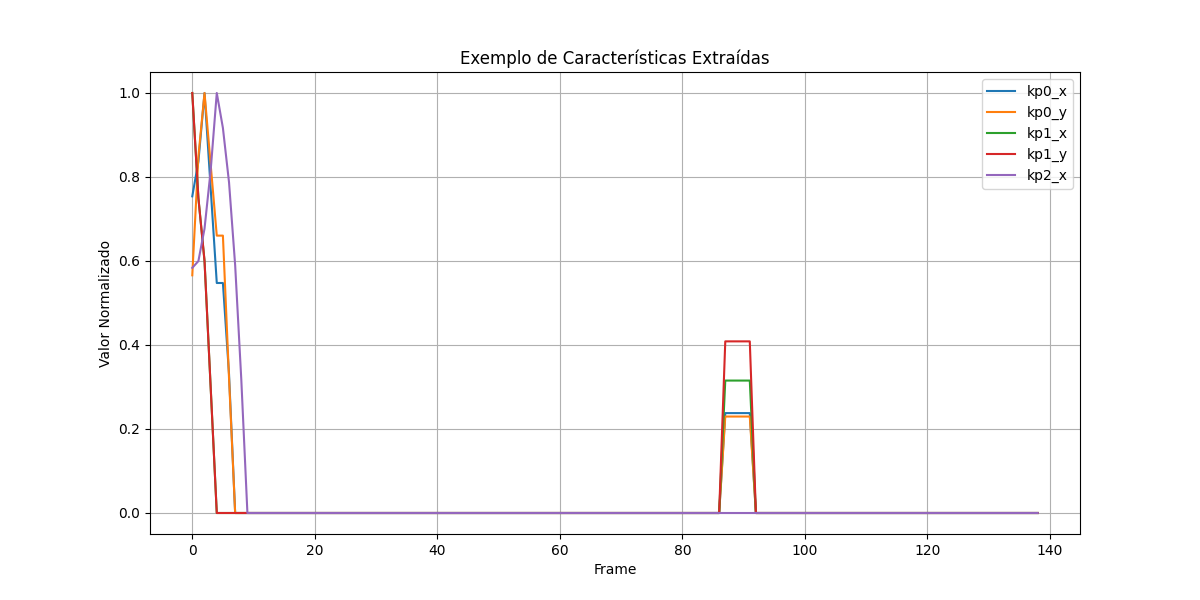 Exemplo de Características Extraídas
kp0_x
kp0_y
kp1_x
kp1_y
kp2_x
Valor Normalizado
1.0
0.8
0.6
0.4
0.2
0.0
0 20 40 60 80 100 120 140
Frame